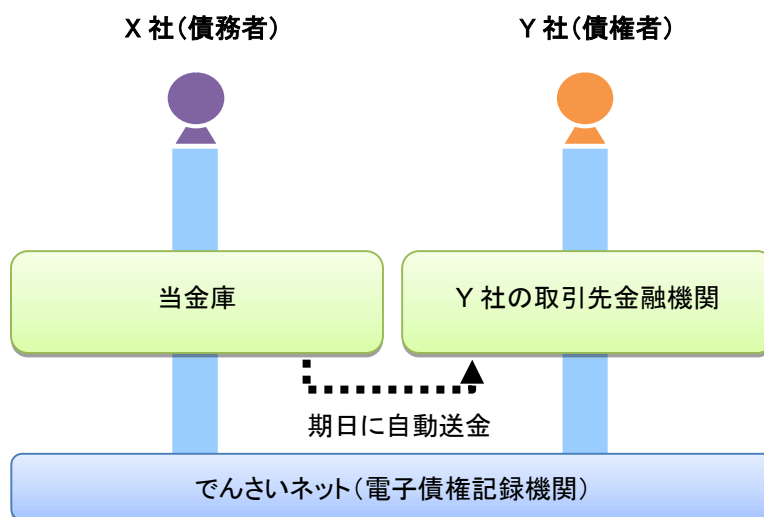 X 社（債務者）
Y 社（債権者）
当金庫
Y 社の取引先金融機関
期日に自動送金
でんさいネット（電子債権記録機関）